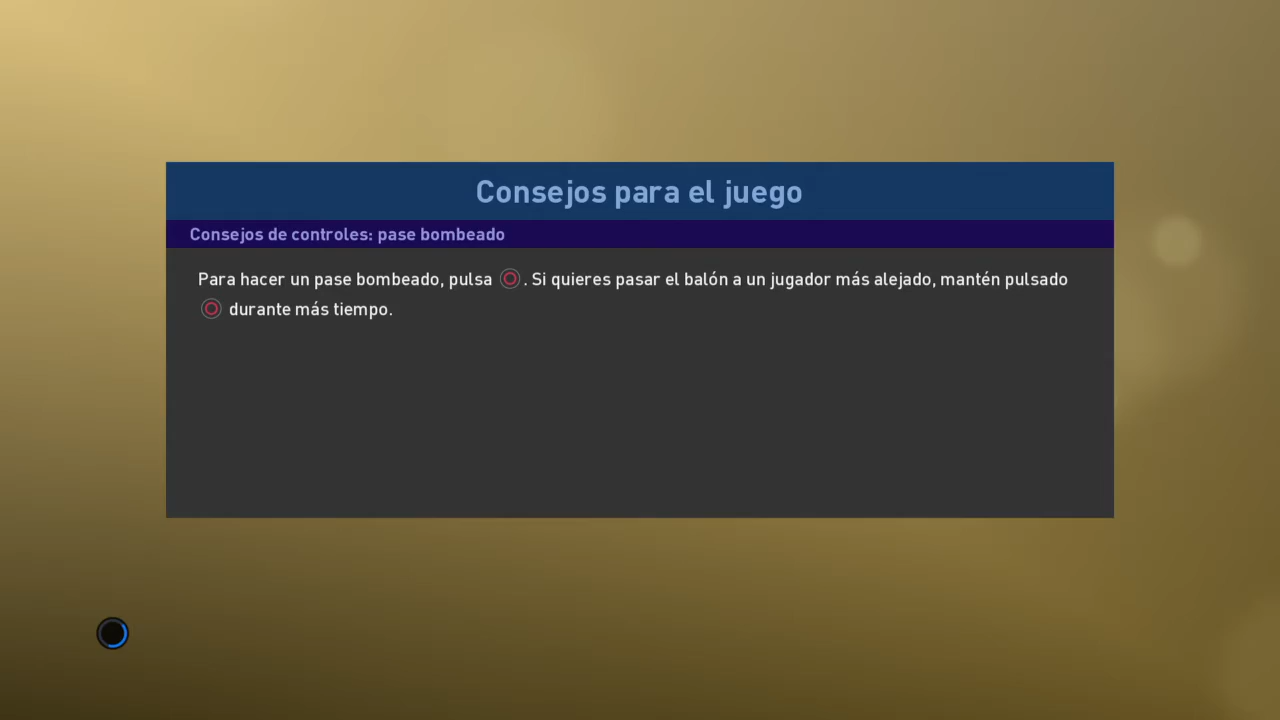 Consejos para el juego
Consejos de controles: pase bombeado
Para hacer un pase bombeado, pulsa ○. Si quieres pasar el balón a un jugador más alejado, mantén pulsado
○ durante más tiempo.